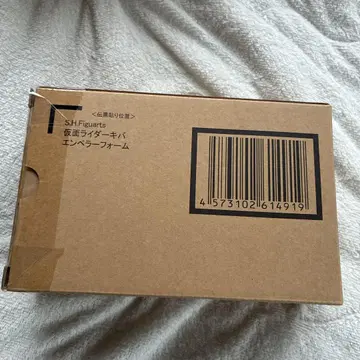 <伝票貼り位置>
S.H.Figuarts
仮面ライダーキバ
エンペラーフォーム
4 573102 614919